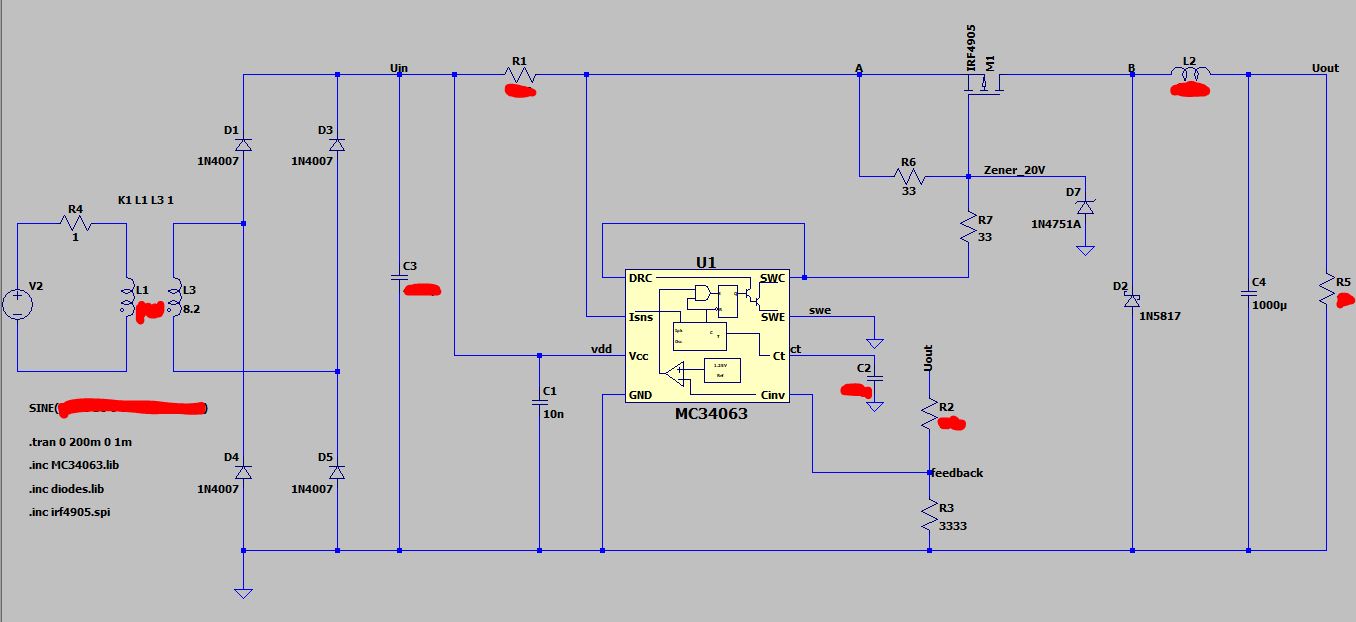 IRF4905
M1
Uin
R1
A
B
L2
Uout
D1
1N4007
D3
1N4007
R6
33
Zener_20V
D7
1N4751A
K1 L1 L3 1
R4
1
R7
33
U1
V2
L1
L3
8.2
C3
DRC
SWC
SWE
swe
Isns
vdd
Vcc
Ct
ct
GND
Cinv
1.25V
Ref
MC34063
C1
10n
C2
Uout
R2
feedback
R3
3333
D2
1N5817
C4
1000µ
R5
SINE(
)
.tran 0 200m 0 1m
.inc MC34063.lib
.inc diodes.lib
.inc irf4905.spi
D4
1N4007
D5
1N4007